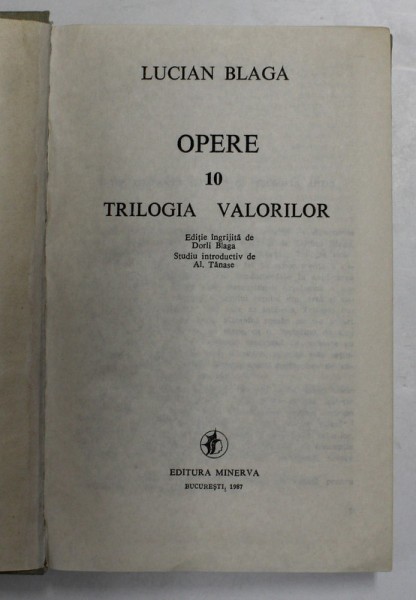 LUCIAN BLAGA
OPERE
10
TRILOGIA VALORILOR
Ediție îngrijită de
Dorli Blaga
Studiu introductiv de
Al. Tănase
EDITURA MINERVA
BUCUREȘTI, 1987